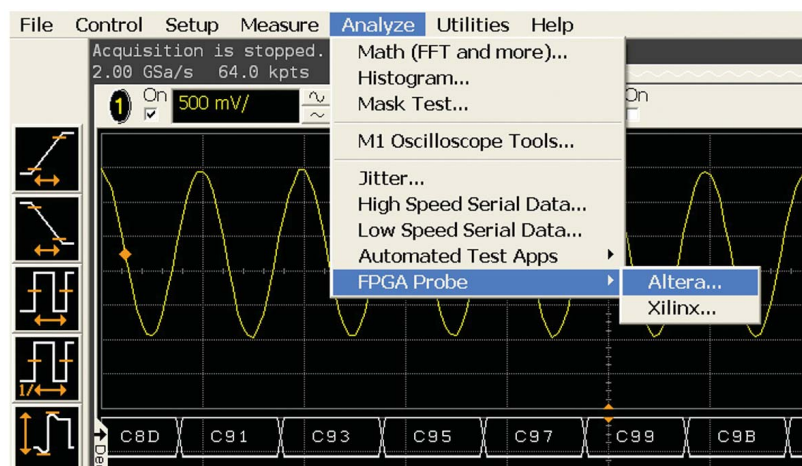 File Control Setup Measure Analyze Utilities Help
Acquisition is stopped.
2.00 GSa/s 64.0 kpts
1 On 500 mV/ On
Math (FFT and more)...
Histogram...
Mask Test...
M1 Oscilloscope Tools...
Jitter...
High Speed Serial Data...
Low Speed Serial Data...
Automated Test Apps
FPGA Probe
Altera...
Xilinx...
1/
C8D C91 C93 C95 C97 C99 C9B
De